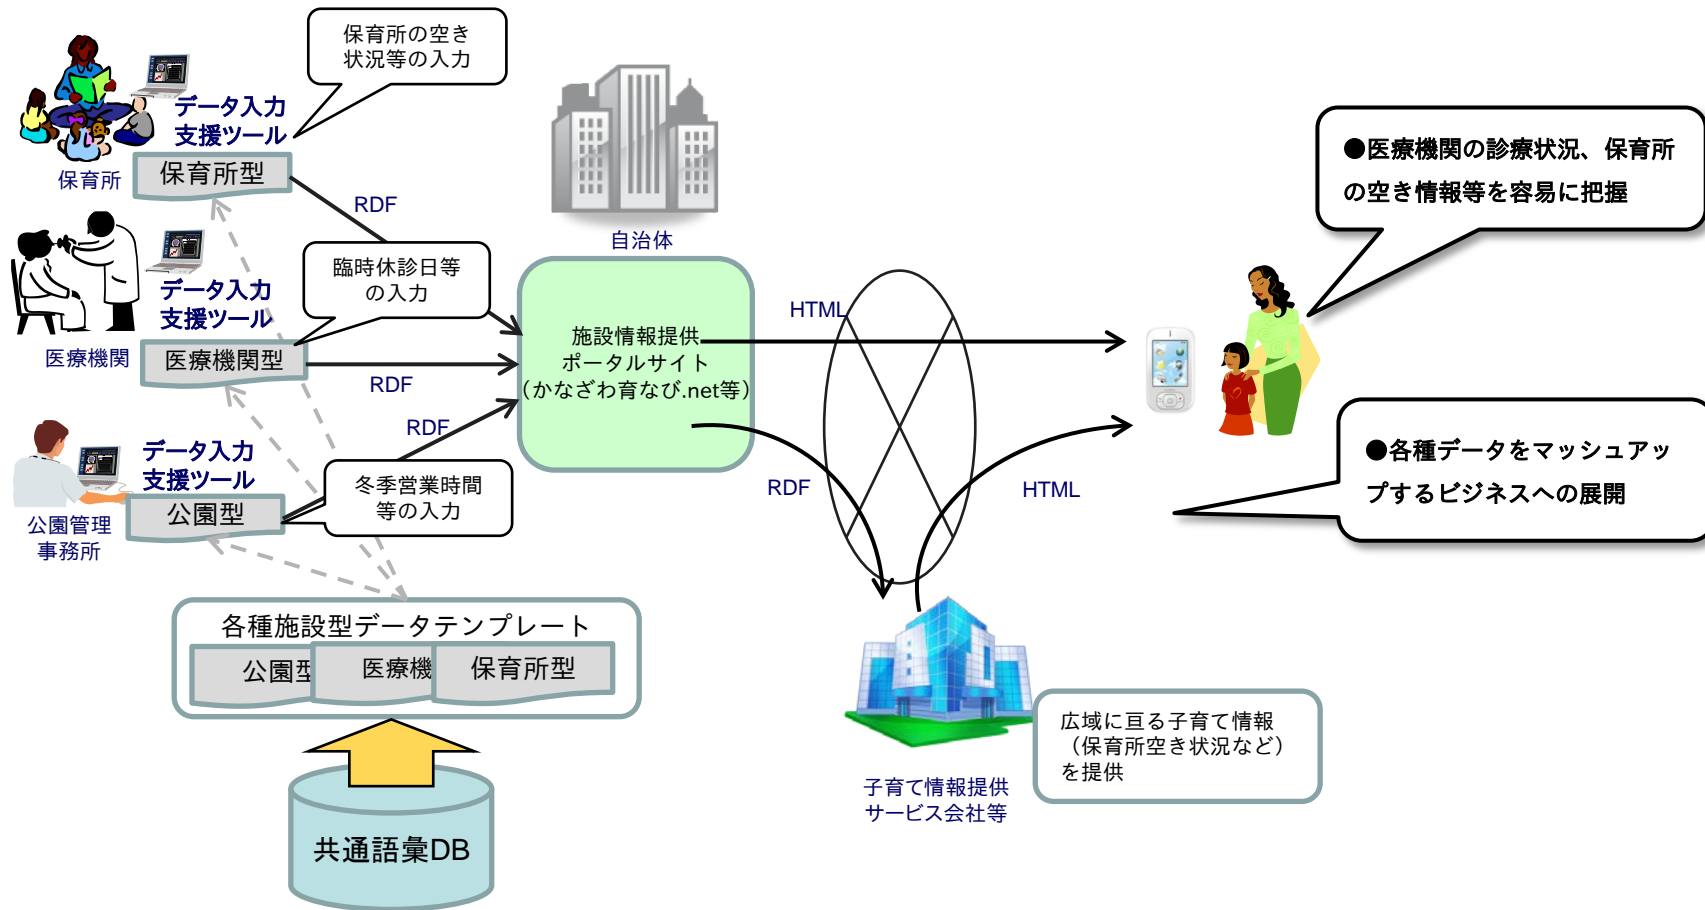 保育所の空き
状況等の入力
データ入力
支援ツール
保育所型
保育所
RDF
自治体
●医療機関の診療状況、保育所
の空き情報等を容易に把握
臨時休診日等
の入力
データ入力
支援ツール
医療機関型
医療機関
RDF
施設情報提供
ポータルサイト
(かなざわ育なび.net等)
HTML
RDF
データ入力
支援ツール
公園型
公園管理
事務所
冬季営業時間
等の入力
RDF
HTML
●各種データをマッシュアッ
プするビジネスへの展開
各種施設型データテンプレート
公園型
医療機
保育所型
共通語彙DB
子育て情報提供
サービス会社等
広域に亘る子育て情報
（保育所空き状況など）
を提供